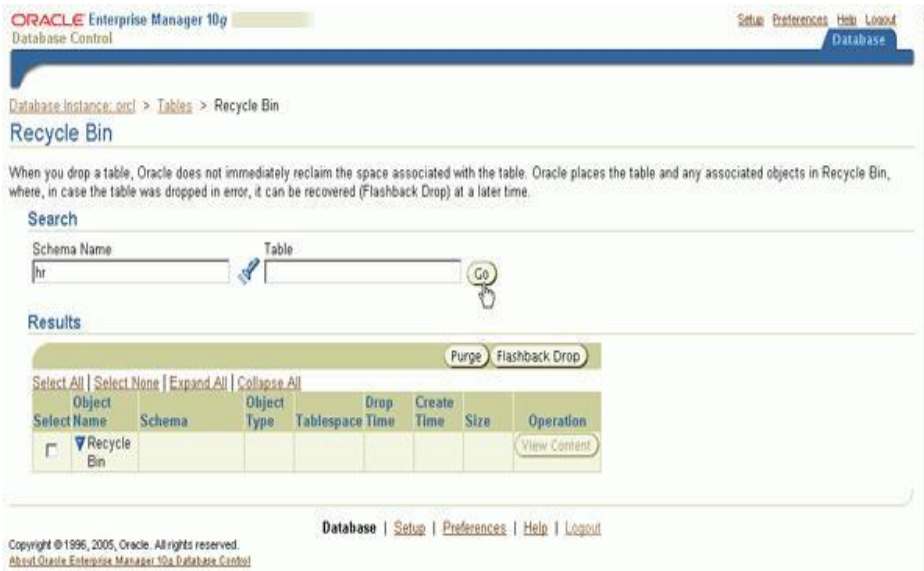 ORACLE Enterprise Manager 10g
Database Control
Setup Preferences Help Logout
Database
Database Instance: orcl > Tables > Recycle Bin
Recycle Bin
When you drop a table, Oracle does not immediately reclaim the space associated with the table. Oracle places the table and any associated objects in Recycle Bin,
where, in case the table was dropped in error, it can be recovered (Flashback Drop) at a later time.
Search
Schema Name
Table
hr
Go
Results
Purge Flashback Drop
Select All | Select None | Expand All | Collapse All
Select Object Name Schema Object Type Tablespace Drop Time Create Time Size Operation
Recycle Bin View Content
Database | Setup | Preferences | Help | Logout
Copyright © 1996, 2005, Oracle. All rights reserved.
About Oracle Enterprise Manager 10g Database Control